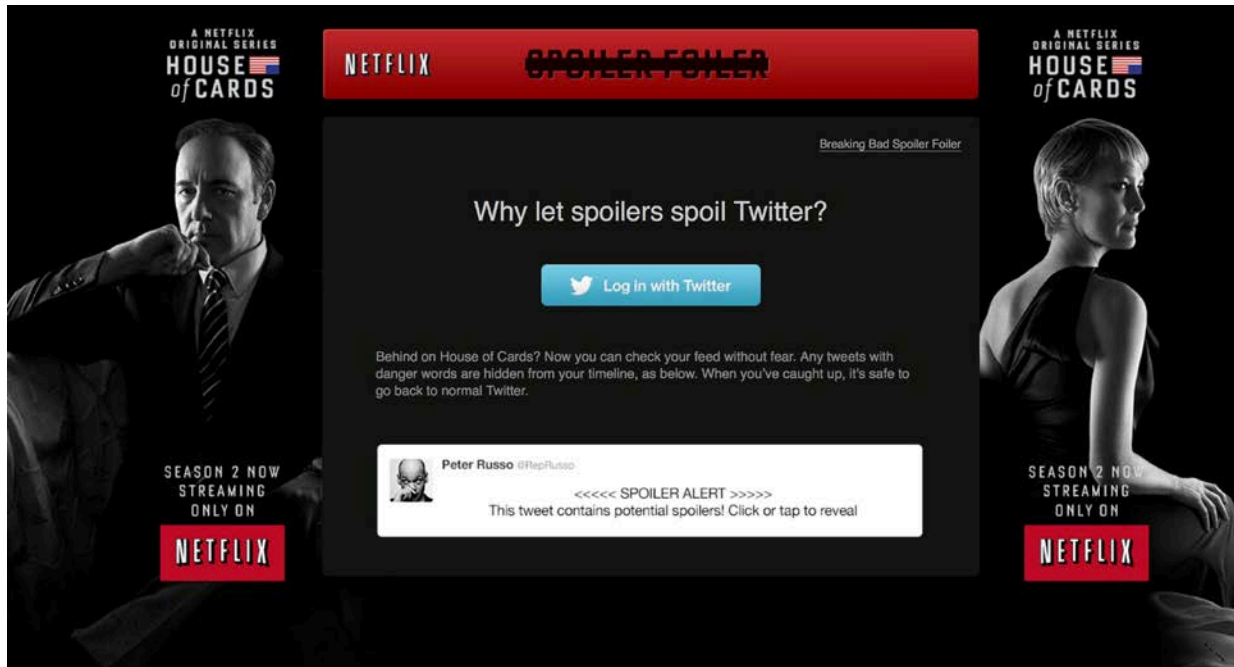 A NETFLIX
ORIGINAL SERIES
HOUSE
of CARDS
SEASON 2 NOW
STREAMING
ONLY ON
NETFLIX
NETFLIX
SPOILER FOILER
Breaking Bad Spoiler Foiler
Why let spoilers spoil Twitter?
Log in with Twitter
Behind on House of Cards? Now you can check your feed without fear. Any tweets with
danger words are hidden from your timeline, as below. When you've caught up, it's safe to
go back to normal Twitter.
Peter Russo @RepRusso
<<<<< SPOILER ALERT >>>>>
This tweet contains potential spoilers! Click or tap to reveal
A NETFLIX
ORIGINAL SERIES
HOUSE
of CARDS
SEASON 2 NOW
STREAMING
ONLY ON
NETFLIX